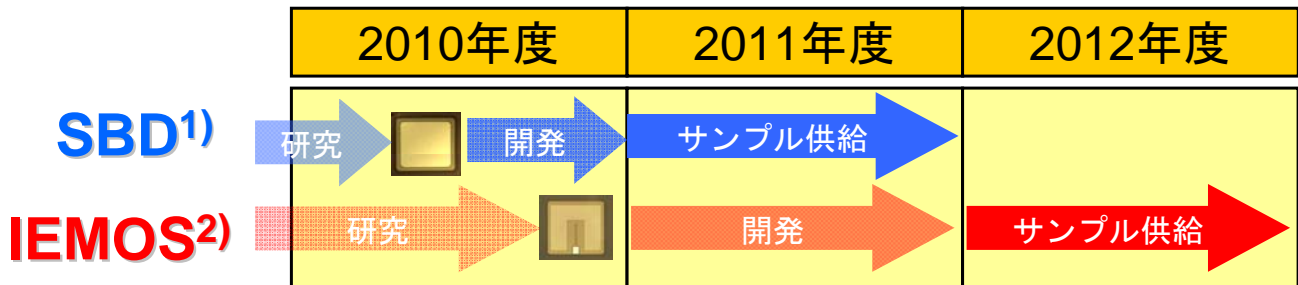 2010年度 2011年度 2012年度
SBD1) 研究 開発 サンプル供給
IEMOS2) 研究 開発 サンプル供給